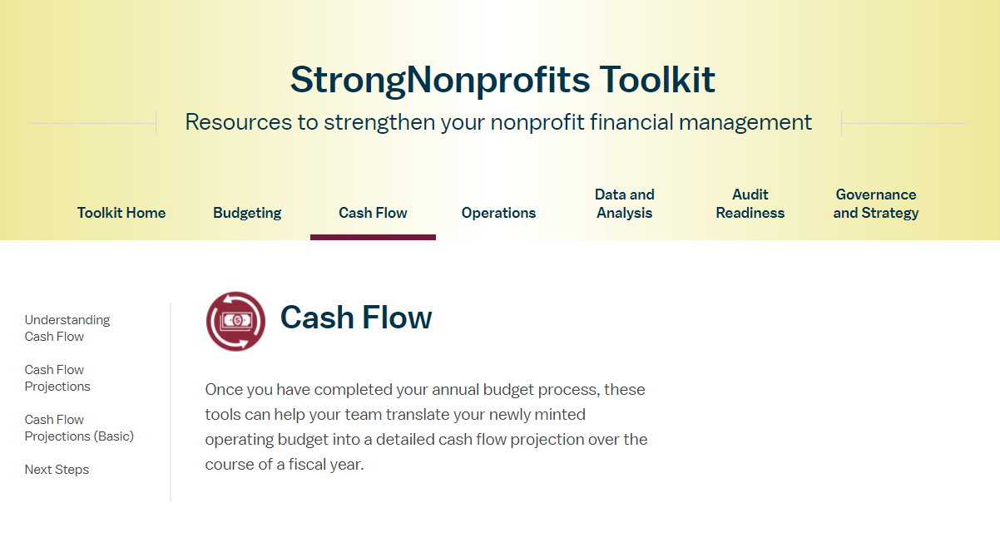 StrongNonprofits Toolkit
Resources to strengthen your nonprofit financial management
Toolkit Home
Budgeting
Cash Flow
Operations
Data and
Analysis
Audit
Readiness
Governance
and Strategy
Understanding
Cash Flow
Cash Flow
Projections
Cash Flow
Projections (Basic)
Next Steps
Cash Flow
Once you have completed your annual budget process, these
tools can help your team translate your newly minted
operating budget into a detailed cash flow projection over the
course of a fiscal year.